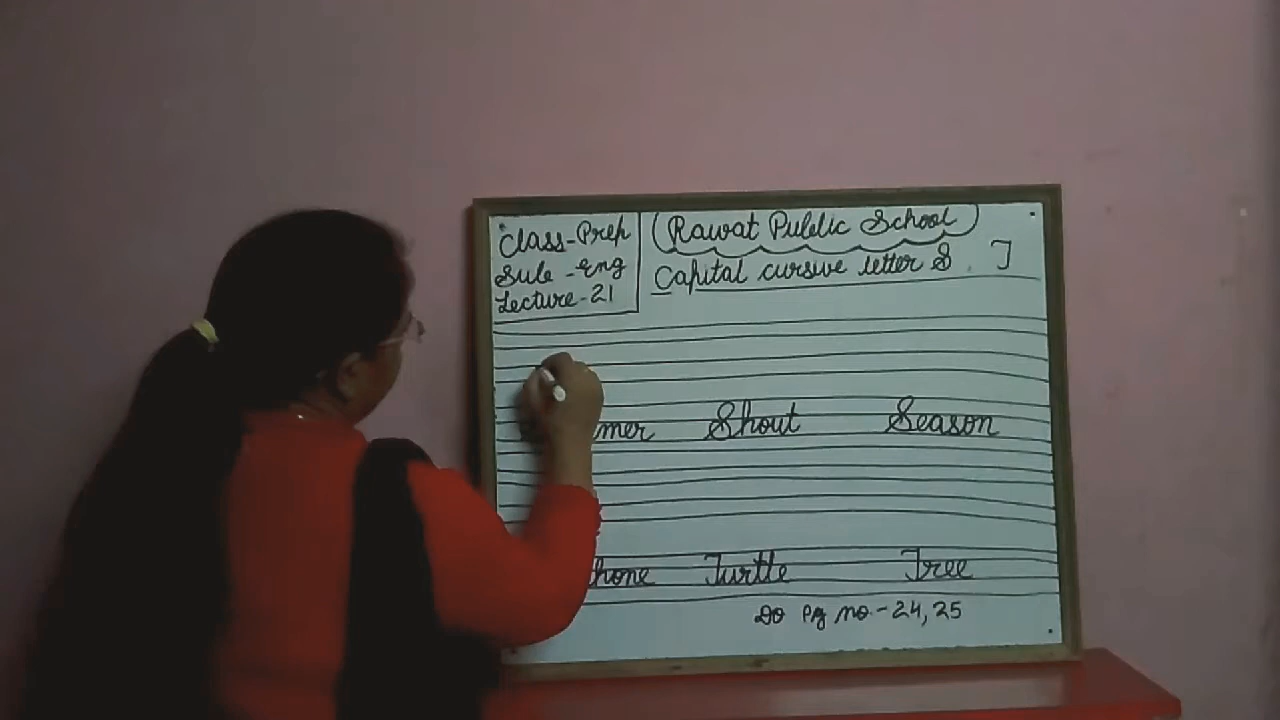 Class-Prep
Sub -Eng
Lecture-21
(Rawat Public School)
Capital cursive letter S. T
mer Shout Season
hone Turtle Tree
Do Pg no.-24,25